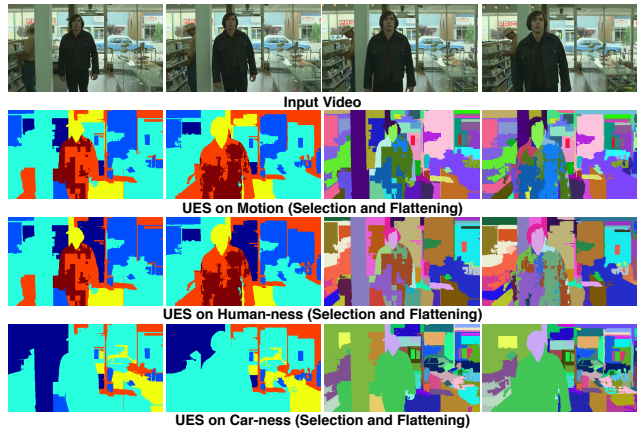 Input Video
UES on Motion (Selection and Flattening)
UES on Human-ness (Selection and Flattening)
UES on Car-ness (Selection and Flattening)